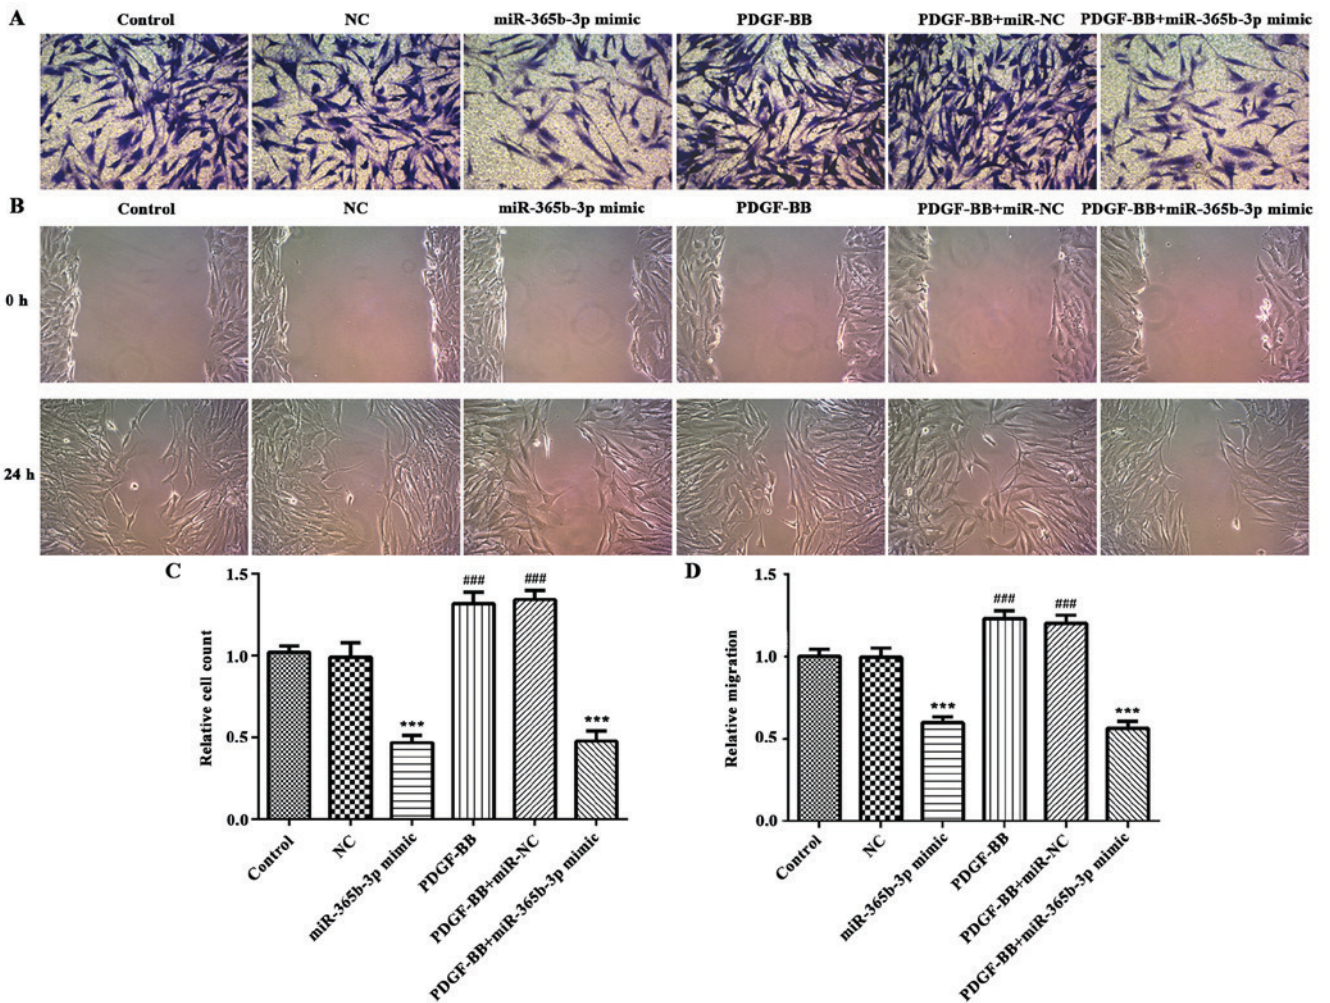 A
Control NC miR-365b-3p mimic PDGF-BB PDGF-BB+miR-NC PDGF-BB+miR-365b-3p mimic
B
Control NC miR-365b-3p mimic PDGF-BB PDGF-BB+miR-NC PDGF-BB+miR-365b-3p mimic
0 h
24 h
C
Relative cell count
1.5
1.0
0.5
0.0
***
###
###
***
Control
NC
miR-365b-3p mimic
PDGF-BB
PDGF-BB+miR-NC
PDGF-BB+miR-365b-3p mimic
D
Relative migration
1.5
1.0
0.5
0.0
***
###
###
***
Control
NC
miR-365b-3p mimic
PDGF-BB
PDGF-BB+miR-NC
PDGF-BB+miR-365b-3p mimic